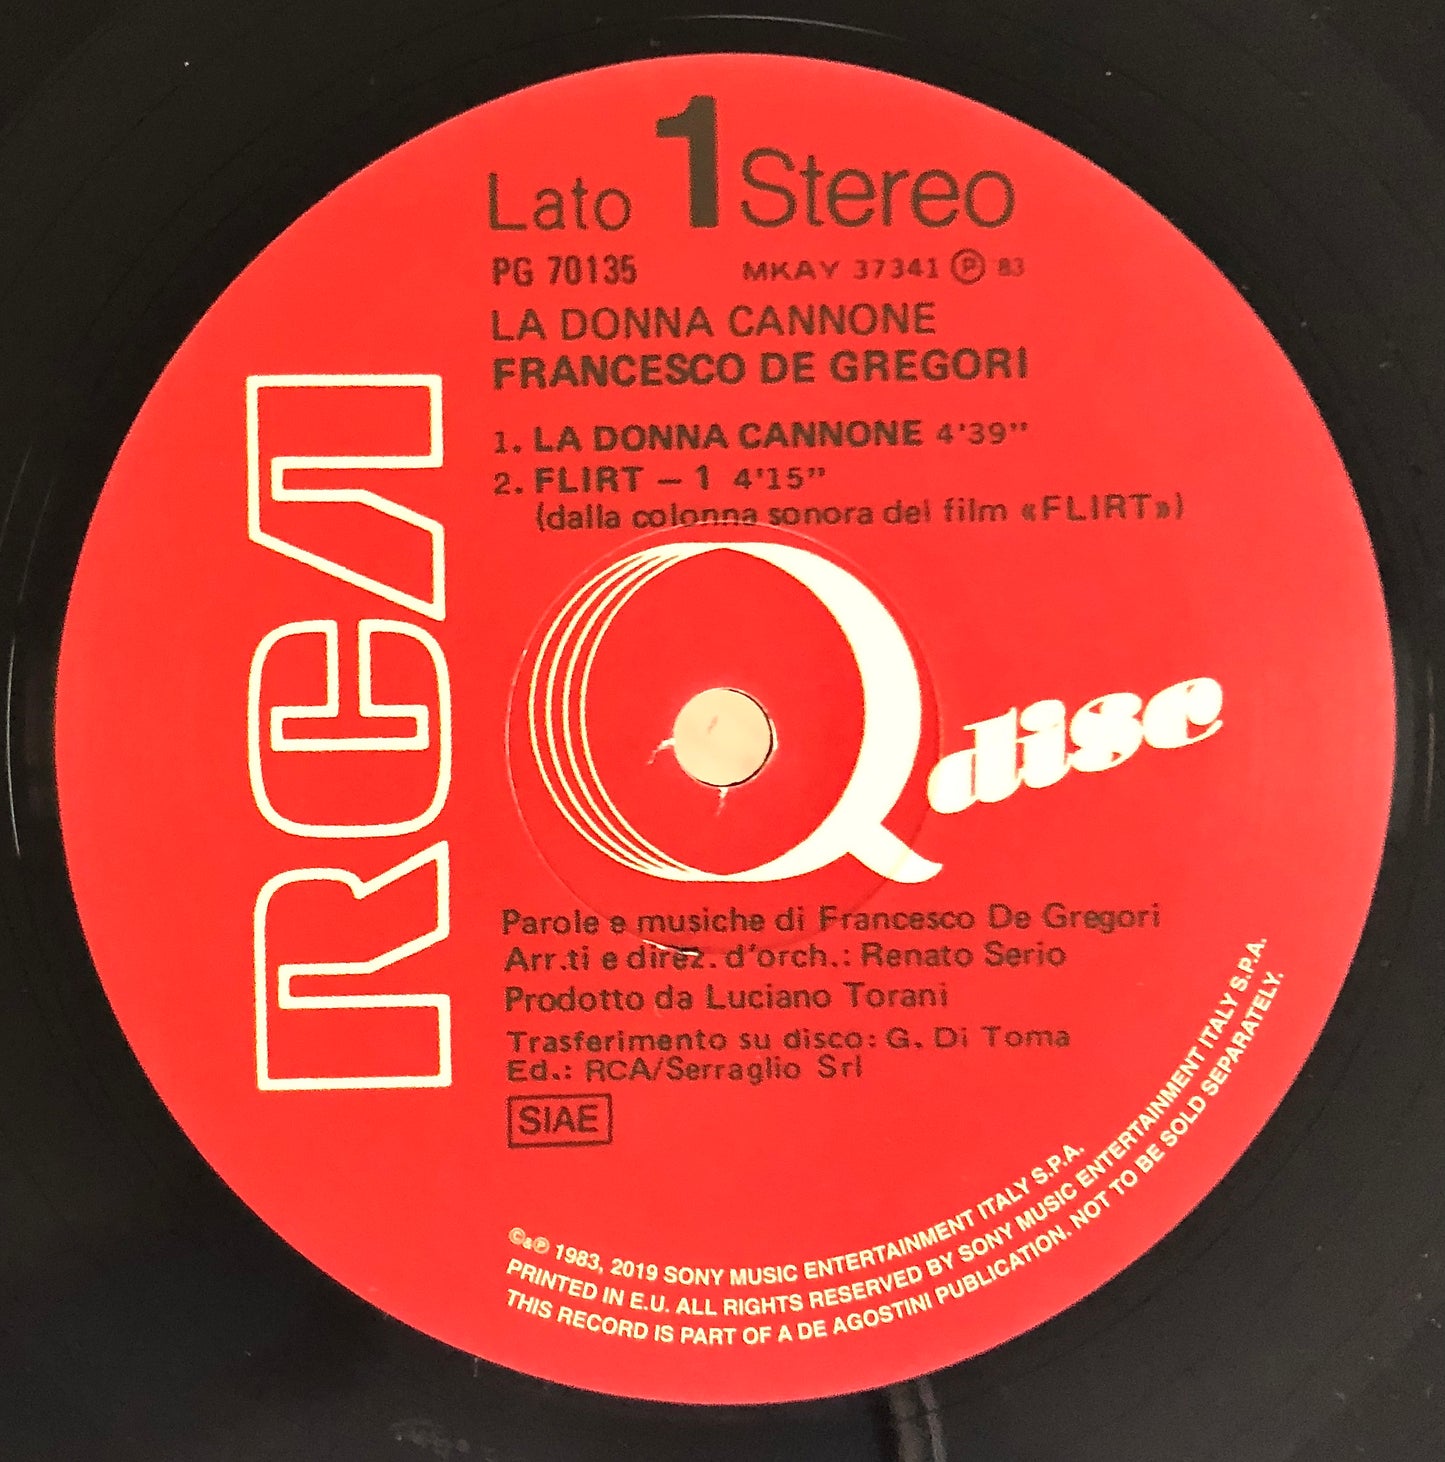 Lato 1 Stereo
PG 70135 MKAY 37341 Ⓟ 83
LA DONNA CANNONE
FRANCESCO DE GREGORI
1. LA DONNA CANNONE 4'39"
2. FLIRT – 1 4'15"
(dalla colonna sonora del film «FLIRT»)
RCA
Q disc
Parole e musiche di Francesco De Gregori
Arr.ti e direz. d'orch.: Renato Serio
Prodotto da Luciano Torani
Trasferimento su disco: G. Di Toma
Ed.: RCA/Serraglio Srl
SIAE
©&Ⓟ 1983, 2019 SONY MUSIC ENTERTAINMENT ITALY S.P.A.
PRINTED IN E.U. ALL RIGHTS RESERVED BY SONY MUSIC ENTERTAINMENT ITALY S.P.A.
THIS RECORD IS PART OF A DE AGOSTINI PUBLICATION. NOT TO BE SOLD SEPARATELY.